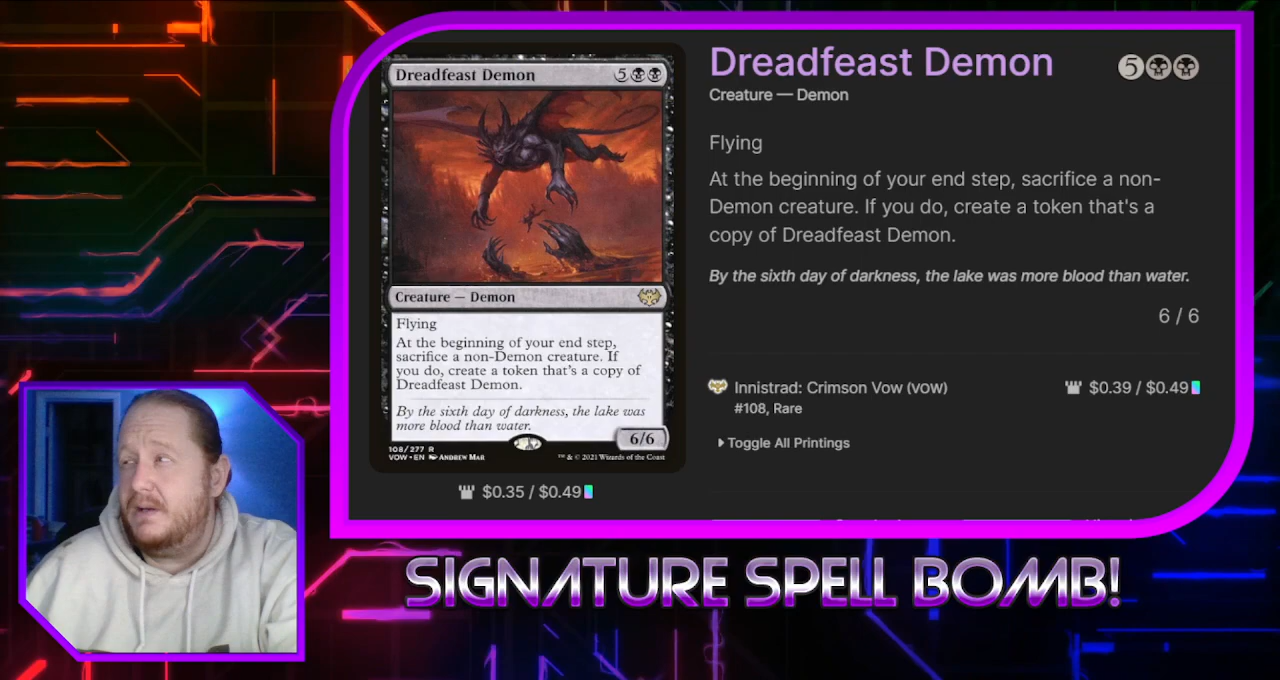 Dreadfeast Demon 5
Creature — Demon
Flying
At the beginning of your end step,
sacrifice a non-Demon creature. If
you do, create a token that's a copy of
Dreadfeast Demon.
By the sixth day of darkness, the lake was
more blood than water.
6/6
108/277 R
VOW • EN ANDREW MAR
™ & © 2021 Wizards of the Coast
$0.35 / $0.49
Dreadfeast Demon 5
Creature — Demon
Flying
At the beginning of your end step, sacrifice a non-
Demon creature. If you do, create a token that's a
copy of Dreadfeast Demon.
By the sixth day of darkness, the lake was more blood than water.
6 / 6
Innistrad: Crimson Vow (VOW) $0.39 / $0.49
#108, Rare
Toggle All Printings
SIGNATURE SPELL BOMB!